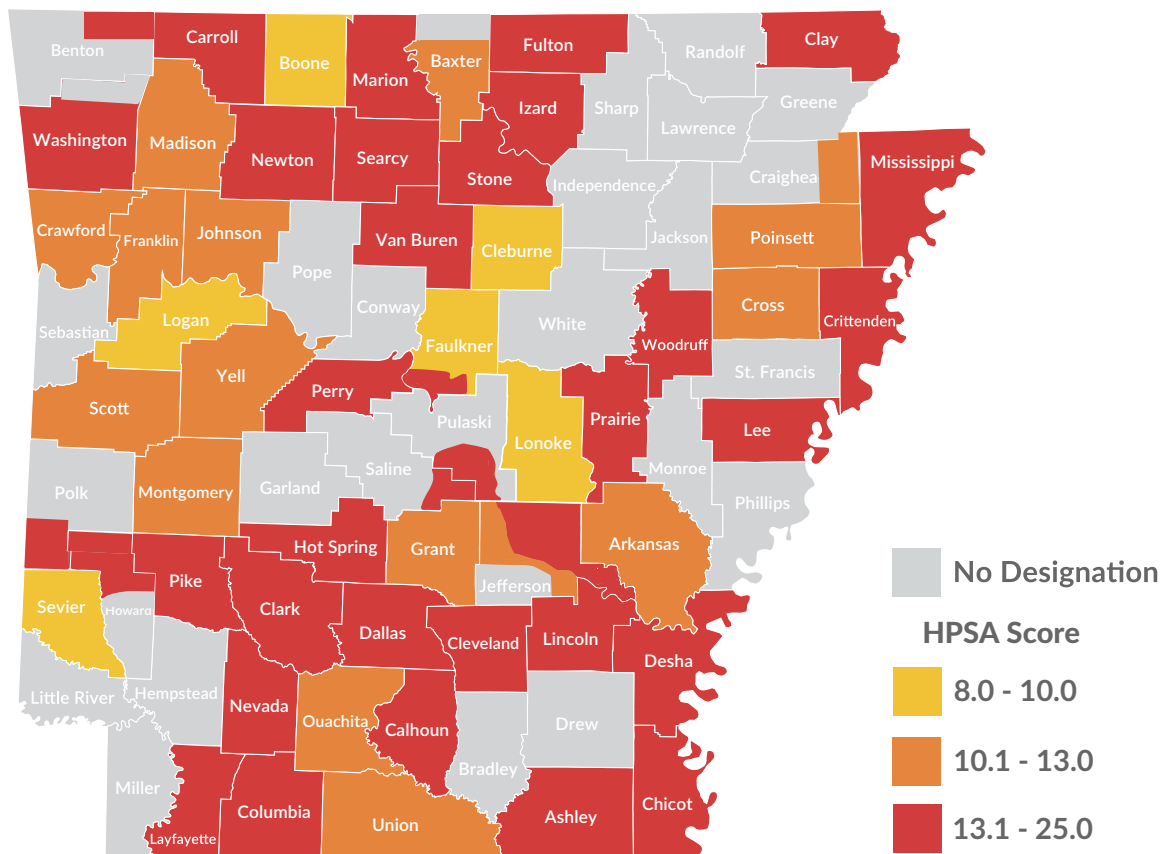 Benton
Carroll
Boone
Marion
Baxter
Fulton
Randolf
Clay
Izard
Sharp
Greene
Lawrence
Washington
Madison
Newton
Searcy
Stone
Independence
Craighea
Mississippi
Crawford
Franklin
Johnson
Pope
Van Buren
Cleburne
Jackson
Poinsett
Sebastian
Logan
Conway
Faulkner
White
Woodruff
Cross
Crittenden
Scott
Yell
Perry
Pulaski
Lonoke
Prairie
St. Francis
Lee
Polk
Montgomery
Garland
Saline
Monroe
Phillips
Hot Spring
Grant
Jefferson
Arkansas
Sevier
Howard
Pike
Clark
Dallas
Cleveland
Lincoln
Desha
Little River
Hempstead
Nevada
Ouachita
Calhoun
Bradley
Drew
Miller
Layfayette
Columbia
Union
Ashley
Chicot
No Designation
HPSA Score
8.0 - 10.0
10.1 - 13.0
13.1 - 25.0